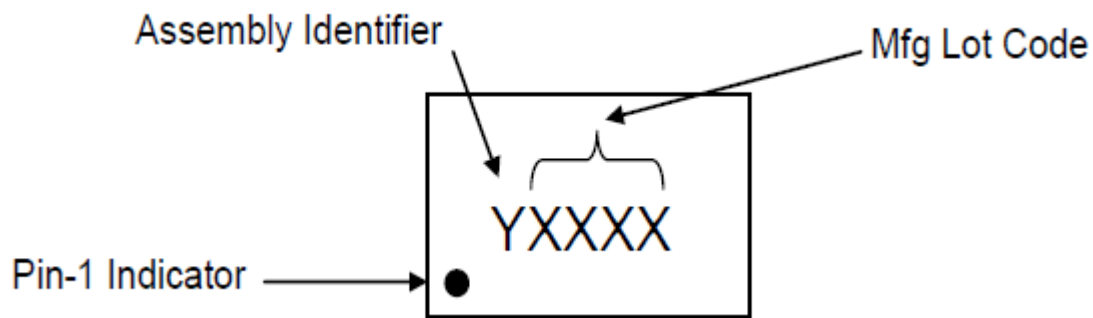 Assembly Identifier
Mfg Lot Code
YXXXX
Pin-1 Indicator